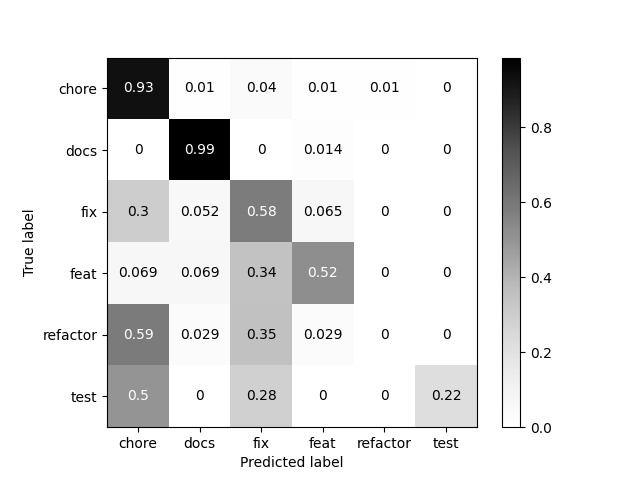 chore 0.93 0.01 0.04 0.01 0.01 0
docs 0 0.99 0 0.014 0 0
fix 0.3 0.052 0.58 0.065 0 0
feat 0.069 0.069 0.34 0.52 0 0
refactor 0.59 0.029 0.35 0.029 0 0
test 0.5 0 0.28 0 0 0.22
chore docs fix feat refactor test
Predicted label
True label
0.8
0.6
0.4
0.2
0.0